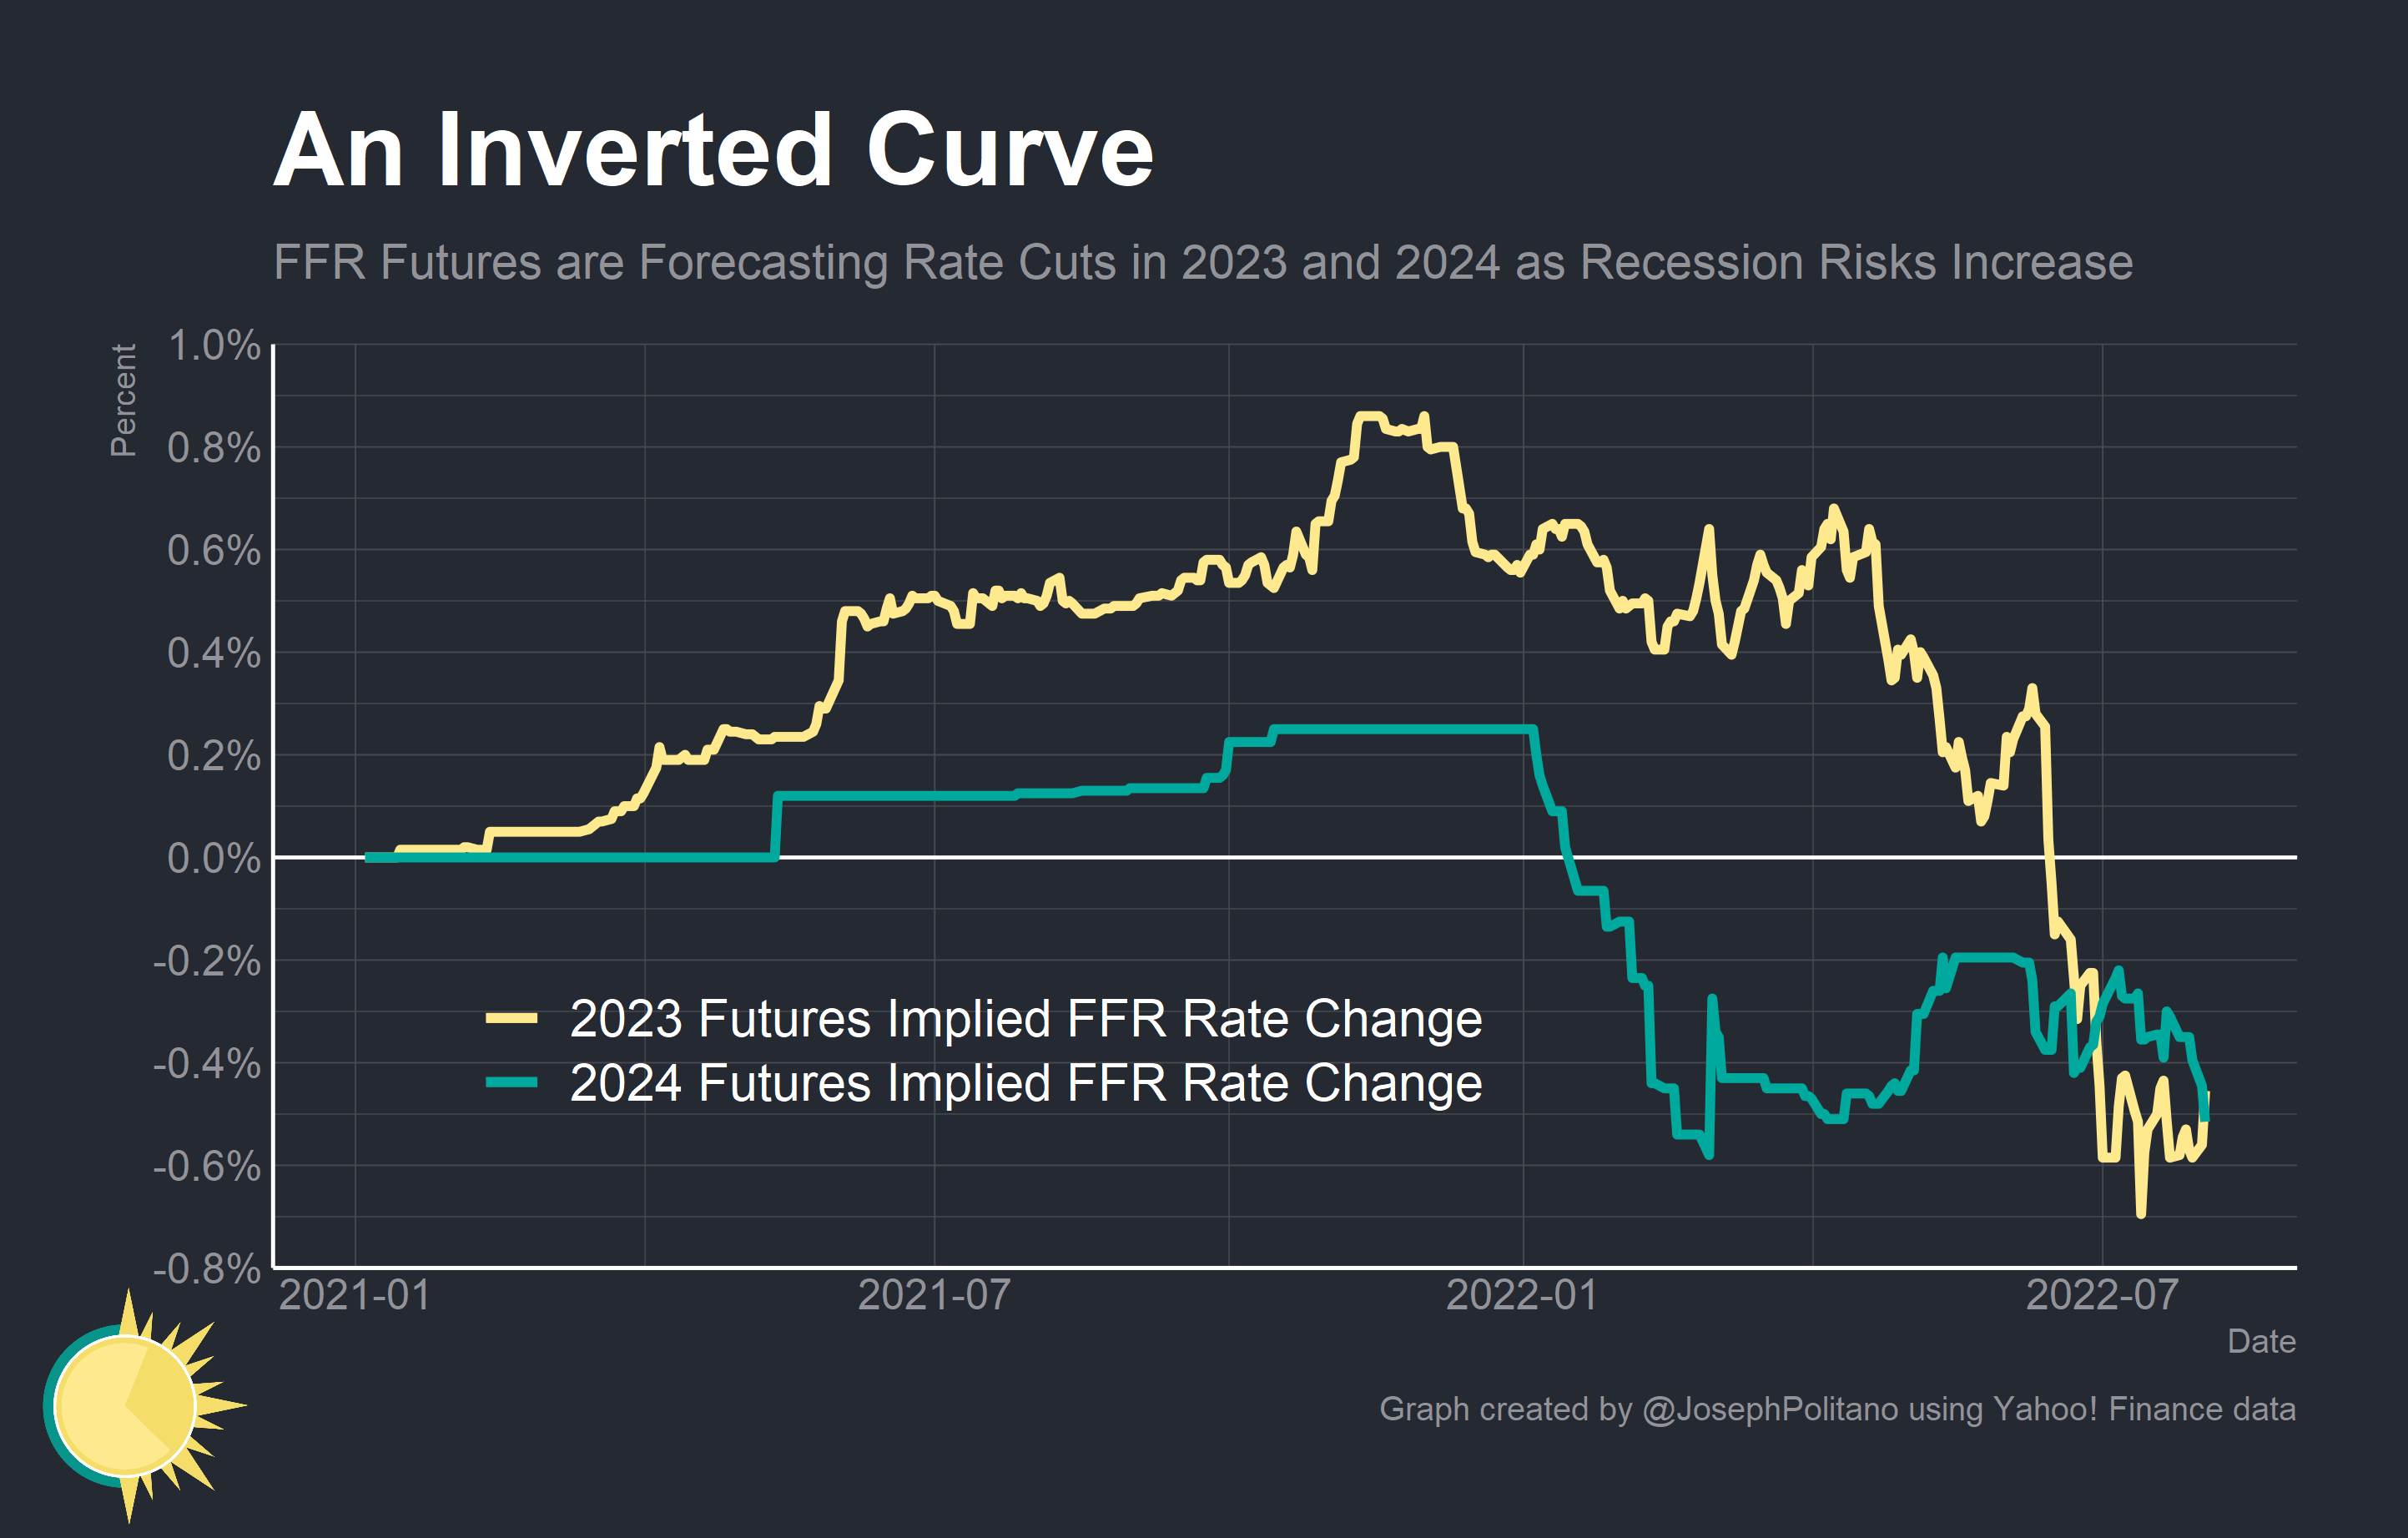 An Inverted Curve
FFR Futures are Forecasting Rate Cuts in 2023 and 2024 as Recession Risks Increase
Percent
1.0%
0.8%
0.6%
0.4%
0.2%
0.0%
-0.2%
-0.4%
-0.6%
-0.8%
2023 Futures Implied FFR Rate Change
2024 Futures Implied FFR Rate Change
2021-01
2021-07
2022-01
2022-07
Date
Graph created by @JosephPolitano using Yahoo! Finance data